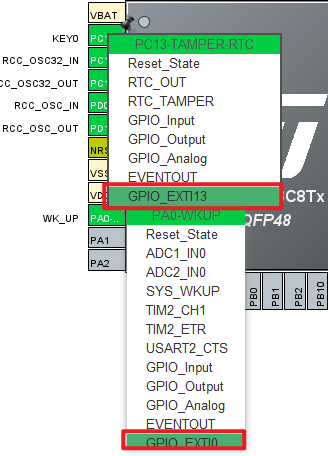 VBAT
KEY0 PC1
PC13-TAMPER-RTC
RCC_OSC32_IN PC1
Reset_State
RCC_OSC32_OUT PC1
RTC_OUT
RCC_OSC_IN PD0
RTC_TAMPER
RCC_OSC_OUT PD1
GPIO_Input
NRS
GPIO_Output
VSS
GPIO_Analog
EVENTOUT
VD
GPIO_EXTI13
C8Tx
WK_UP PA0-..
PA0-WKUP
QFP48
PA1
Reset_State
PA2
ADC1_IN0
ADC2_IN0
SYS_WKUP
TIM2_CH1
TIM2_ETR
USART2_CTS
GPIO_Input
GPIO_Output
GPIO_Analog
EVENTOUT
GPIO_EXTI0
PB0
PB1
PB2
PB10